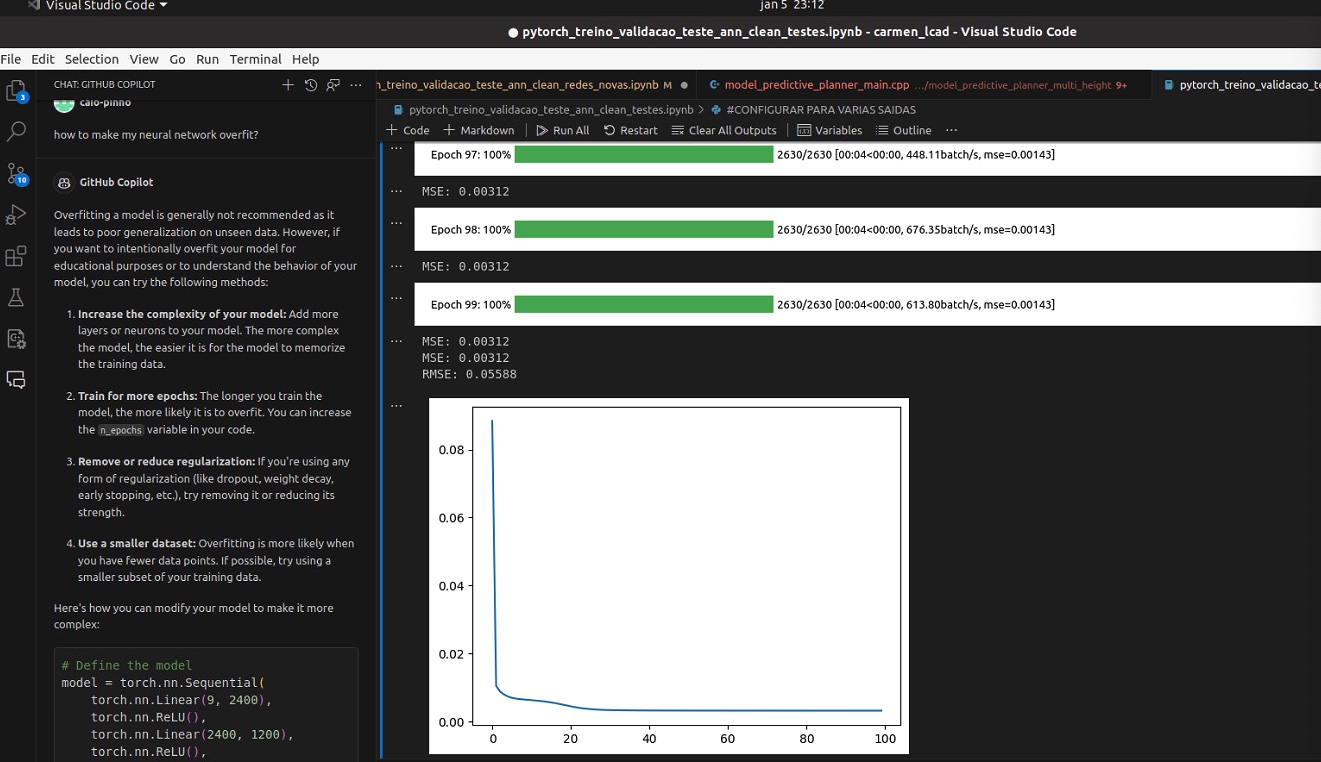 Visual Studio Code
jan 5 23:12
● pytorch_treino_validacao_teste_ann_clean_testes.ipynb - carmen_lcad - Visual Studio Code
File Edit Selection View Go Run Terminal Help
3
10
CHAT: GITHUB COPILOT
caio-pinho
how to make my neural network overfit?
GitHub Copilot
Overfitting a model is generally not recommended as it
leads to poor generalization on unseen data. However, if
you want to intentionally overfit your model for
educational purposes or to understand the behavior of your
model, you can try the following methods:
1. Increase the complexity of your model: Add more
layers or neurons to your model. The more complex
the model, the easier it is for the model to memorize
the training data.
2. Train for more epochs: The longer you train the
model, the more likely it is to overfit. You can increase
the n_epochs variable in your code.
3. Remove or reduce regularization: If you're using any
form of regularization (like dropout, weight decay,
early stopping, etc.), try removing it or reducing its
strength.
4. Use a smaller dataset: Overfitting is more likely when
you have fewer data points. If possible, try using a
smaller subset of your training data.
Here's how you can modify your model to make it more
complex:
# Define the model
model = torch.nn.Sequential(
torch.nn.Linear(9, 2400),
torch.nn.ReLU(),
torch.nn.Linear(2400, 1200),
torch.nn.ReLU(),
n_treino_validacao_teste_ann_clean_redes_novas.ipynb M ●
model_predictive_planner_main.cpp .../model_predictive_planner_multi_height 9+
pytorch_treino_validacao_te
pytorch_treino_validacao_teste_ann_clean_testes.ipynb > #CONFIGURAR PARA VARIAS SAIDAS
+ Code + Markdown | Run All Restart Clear All Outputs | Variables Outline ...
Epoch 97: 100% 2630/2630 [00:04<00:00, 448.11batch/s, mse=0.00143]
MSE: 0.00312
Epoch 98: 100% 2630/2630 [00:04<00:00, 676.35batch/s, mse=0.00143]
MSE: 0.00312
Epoch 99: 100% 2630/2630 [00:04<00:00, 613.80batch/s, mse=0.00143]
MSE: 0.00312
MSE: 0.00312
RMSE: 0.05588
0.08
0.06
0.04
0.02
0.00
0 20 40 60 80 100